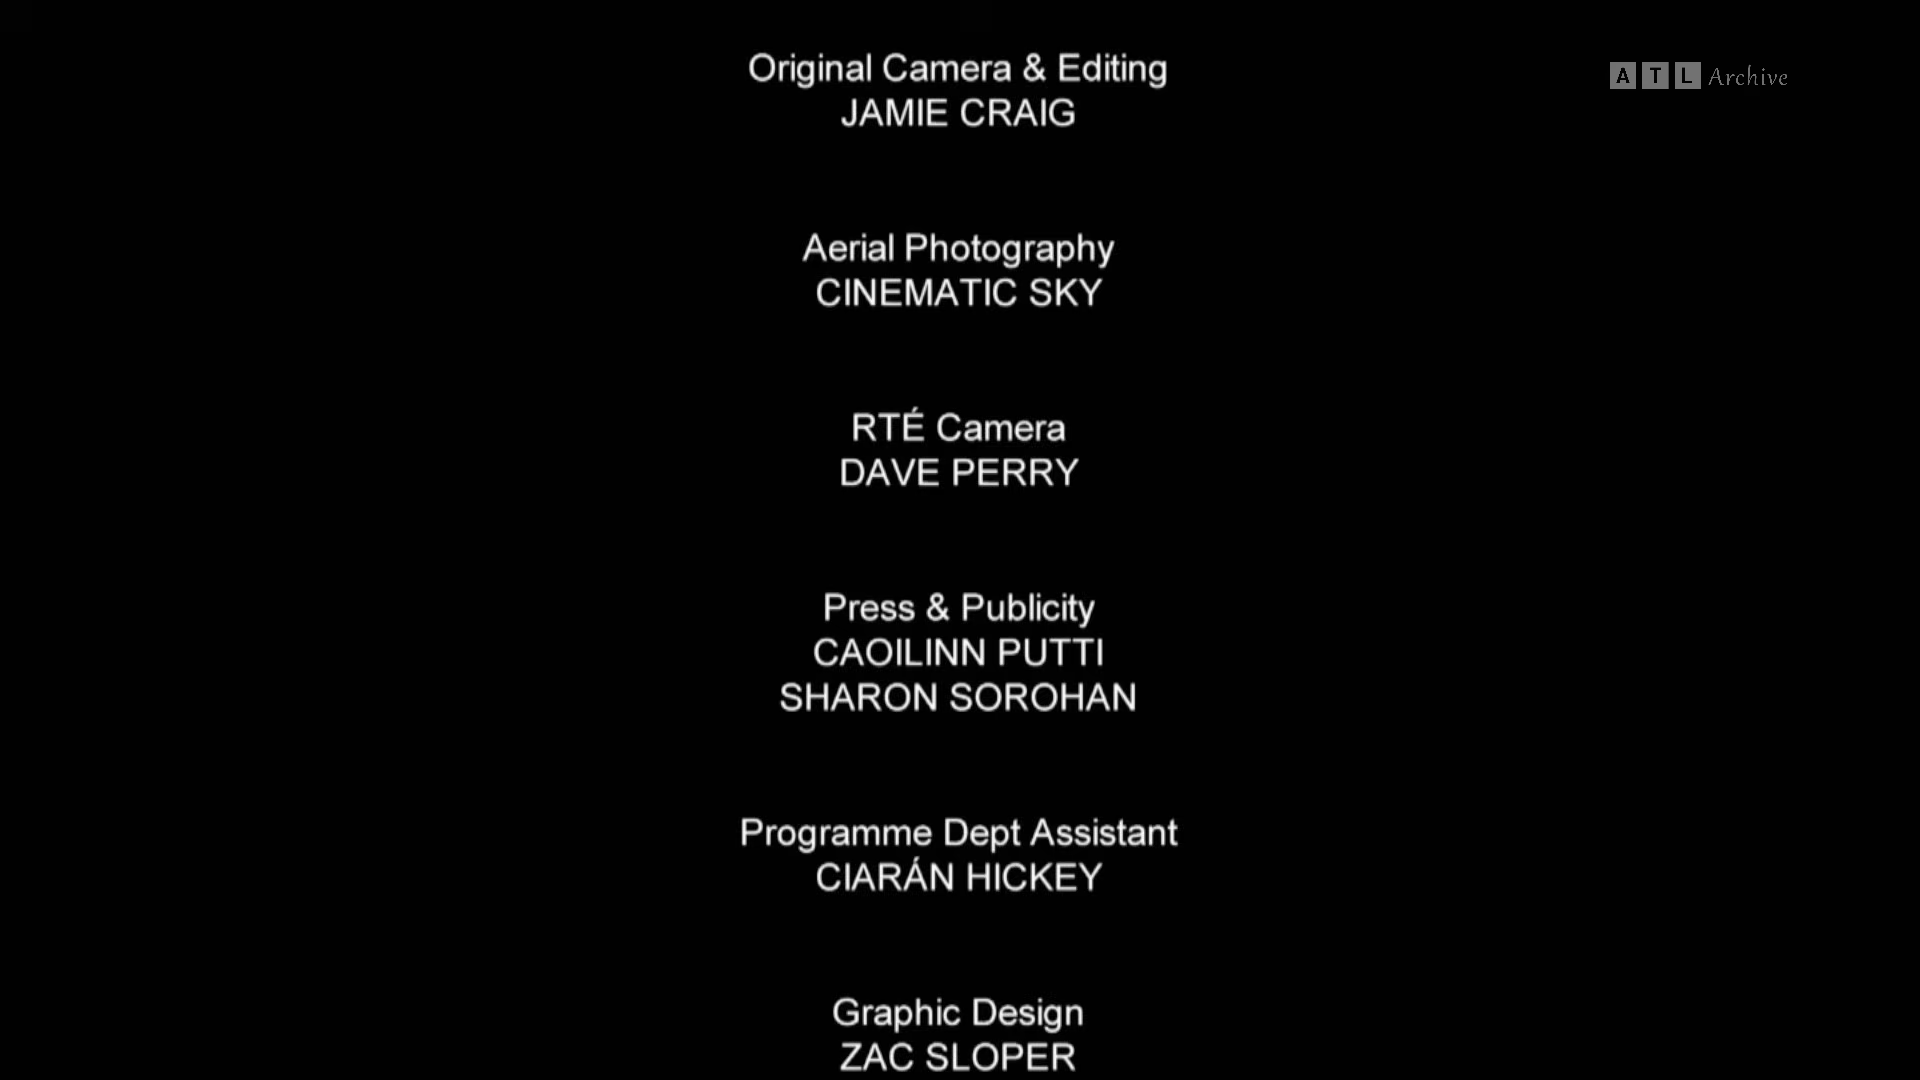 Original Camera & Editing
JAMIE CRAIG
ATL Archive
Aerial Photography
CINEMATIC SKY
RTÉ Camera
DAVE PERRY
Press & Publicity
CAOILINN PUTTI
SHARON SOROHAN
Programme Dept Assistant
CIARÁN HICKEY
Graphic Design
ZAC SLOPER